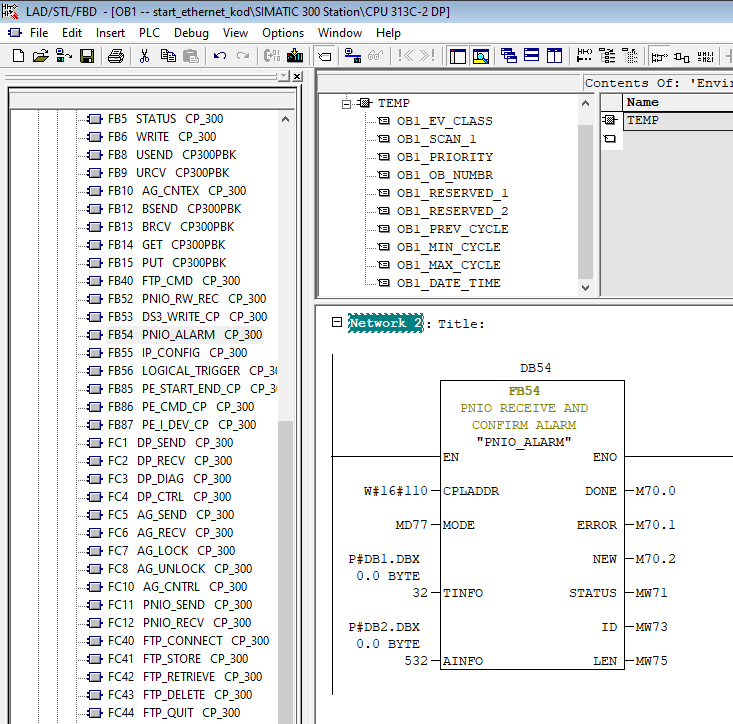 LAD/STL/FBD - [OB1 -- start_ethernet_kod\SIMATIC 300 Station\CPU 313C-2 DP]
File Edit Insert PLC Debug View Options Window Help
FB5 STATUS CP_300
FB6 WRITE CP_300
FB8 USEND CP300PBK
FB9 URCV CP300PBK
FB10 AG_CNTEX CP_300
FB12 BSEND CP300PBK
FB13 BRCV CP300PBK
FB14 GET CP300PBK
FB15 PUT CP300PBK
FB40 FTP_CMD CP_300
FB52 PNIO_RW_REC CP_300
FB53 DS3_WRITE_CP CP_300
FB54 PNIO_ALARM CP_300
FB55 IP_CONFIG CP_300
FB56 LOGICAL_TRIGGER CP_30
FB85 PE_START_END_CP CP_3
FB86 PE_CMD_CP CP_300
FB87 PE_I_DEV_CP CP_300
FC1 DP_SEND CP_300
FC2 DP_RECV CP_300
FC3 DP_DIAG CP_300
FC4 DP_CTRL CP_300
FC5 AG_SEND CP_300
FC6 AG_RECV CP_300
FC7 AG_LOCK CP_300
FC8 AG_UNLOCK CP_300
FC10 AG_CNTRL CP_300
FC11 PNIO_SEND CP_300
FC12 PNIO_RECV CP_300
FC40 FTP_CONNECT CP_300
FC41 FTP_STORE CP_300
FC42 FTP_RETRIEVE CP_300
FC43 FTP_DELETE CP_300
FC44 FTP_QUIT CP_300
Contents Of: 'Envir
TEMP
OB1_EV_CLASS
OB1_SCAN_1
OB1_PRIORITY
OB1_OB_NUMBR
OB1_RESERVED_1
OB1_RESERVED_2
OB1_PREV_CYCLE
OB1_MIN_CYCLE
OB1_MAX_CYCLE
OB1_DATE_TIME
Name
TEMP
Network 2: Title:
DB54
FB54
PNIO RECEIVE AND
CONFIRM ALARM
"PNIO_ALARM"
EN ENO
W#16#110 CPLADDR DONE M70.0
MD77 MODE ERROR M70.1
P#DB1.DBX NEW M70.2
0.0 BYTE
32 TINFO STATUS MW71
P#DB2.DBX ID MW73
0.0 BYTE
532 AINFO LEN MW75